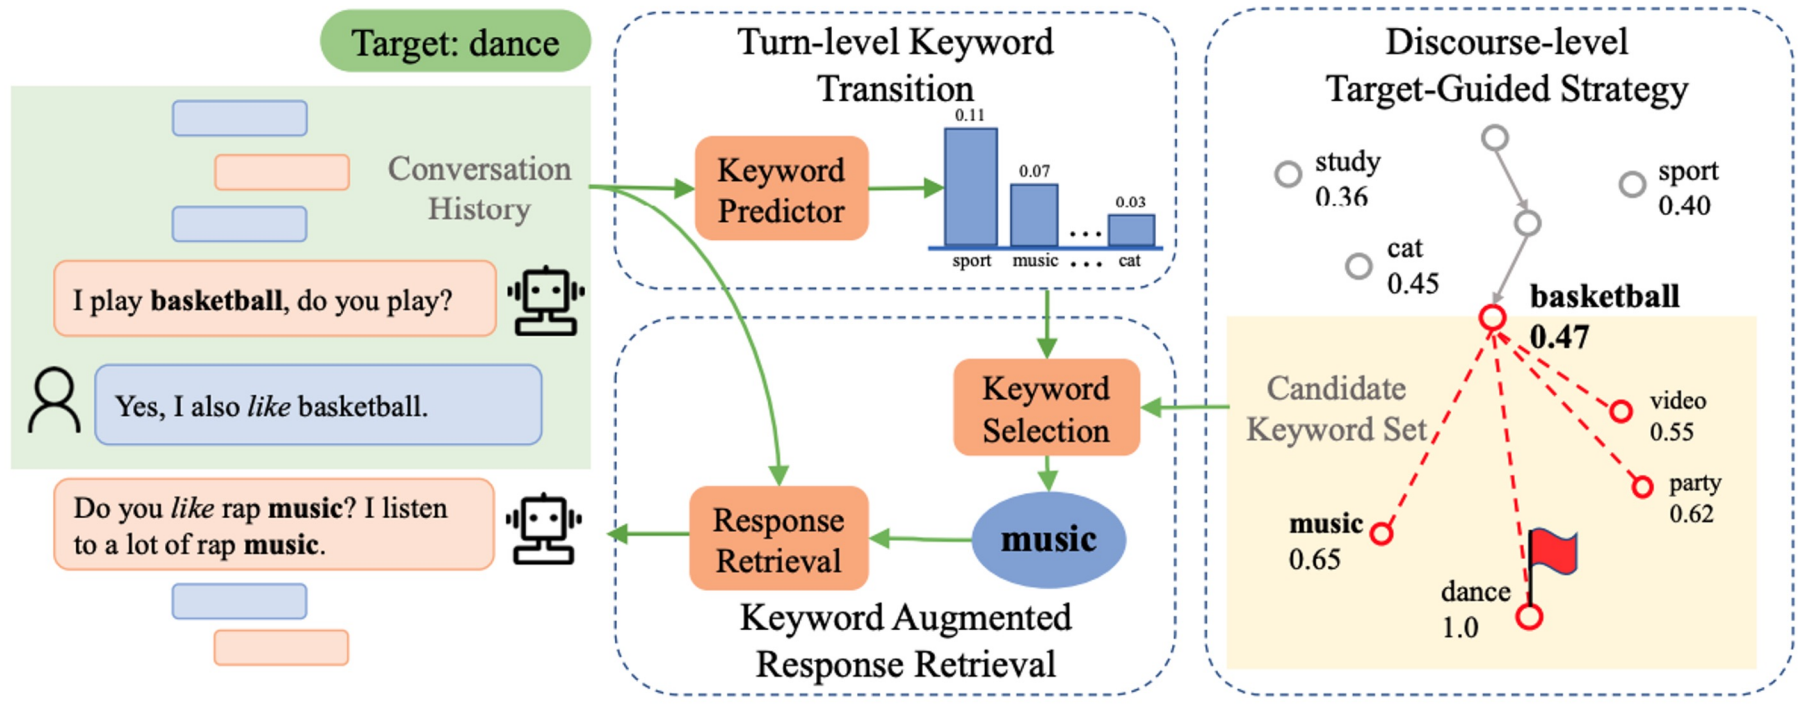 Target: dance
Conversation
History
I play basketball, do you play?
Yes, I also like basketball.
Do you like rap music? I listen
to a lot of rap music.
Turn-level Keyword
Transition
Keyword
Predictor
0.11
0.07
0.03
...
sport music ... cat
Keyword
Selection
music
Response
Retrieval
Keyword Augmented
Response Retrieval
Discourse-level
Target-Guided Strategy
study
0.36
sport
0.40
cat
0.45
basketball
0.47
Candidate
Keyword Set
video
0.55
party
0.62
music
0.65
dance
1.0